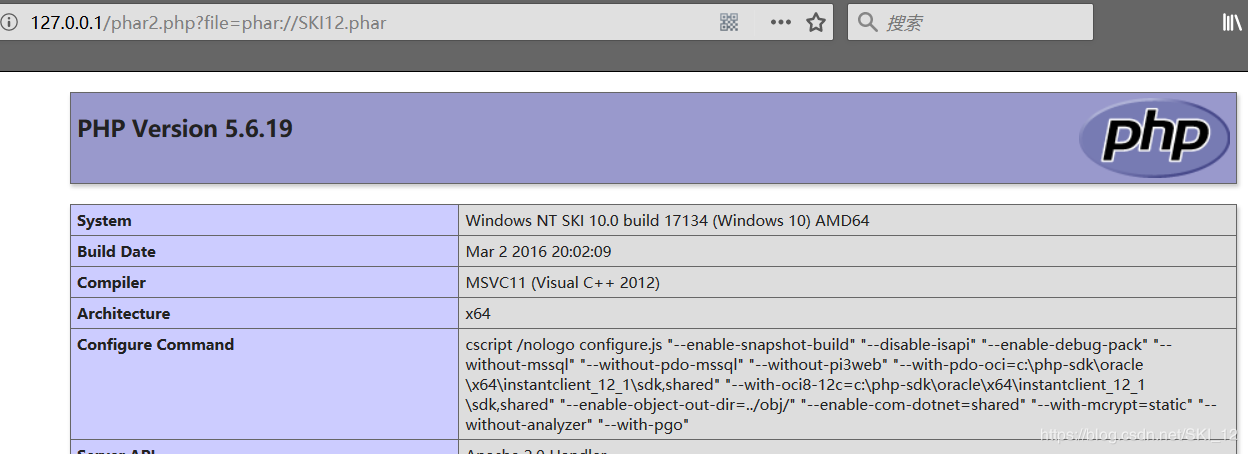 127.0.0.1/phar2.php?file=phar://SKI12.phar
搜索
PHP Version 5.6.19
php
System Windows NT SKI 10.0 build 17134 (Windows 10) AMD64
Build Date Mar 2 2016 20:02:09
Compiler MSVC11 (Visual C++ 2012)
Architecture x64
Configure Command cscript /nologo configure.js "--enable-snapshot-build" "--disable-isapi" "--enable-debug-pack" "--
without-mssql" "--without-pdo-mssql" "--without-pi3web" "--with-pdo-oci=c:\php-sdk\oracle
\x64\instantclient_12_1\sdk,shared" "--with-oci8-12c=c:\php-sdk\oracle\x64\instantclient_12_1
\sdk,shared" "--enable-object-out-dir=../obj/" "--enable-com-dotnet=shared" "--with-mcrypt=static" "--
without-analyzer" "--with-pgo"
https://blog.csdn.net/SKI_12
Server API Apache 2.0 Handler